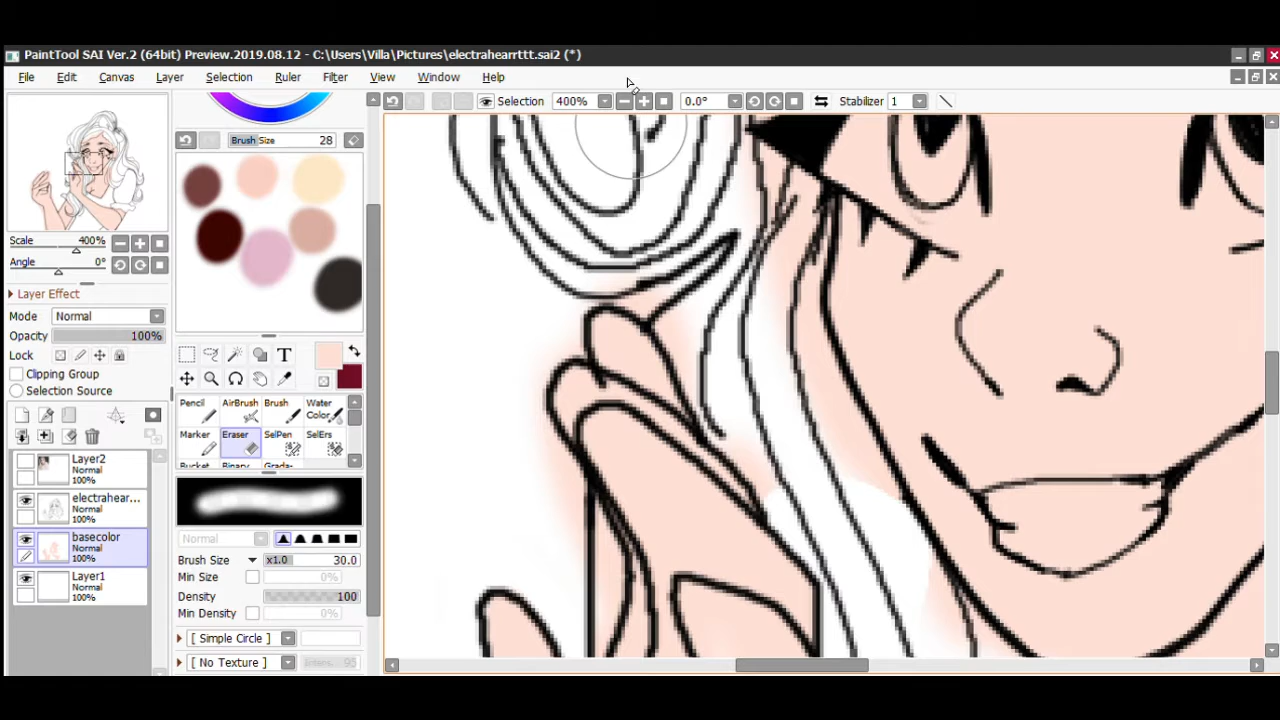 PaintTool SAI Ver.2 (64bit) Preview.2019.08.12 - C:\Users\Villa\Pictures\electrahearrttt.sai2 (*)
File Edit Canvas Layer Selection Ruler Filter View Window Help
Selection 400% 0.0° Stabilizer 1
Brush Size 28
Scale 400%
Angle 0°
Layer Effect
Mode Normal
Opacity 100%
Lock
Clipping Group
Selection Source
T
Pencil AirBrush Brush Water Color
Marker Eraser SelPen SelErs
Bucket Binary Grada-
Layer2
Normal
100%
electrahear...
Normal
100%
basecolor
Normal
100%
Layer1
Normal
100%
Normal
Brush Size x1.0 30.0
Min Size 0%
Density 100
Min Density 0%
[ Simple Circle ]
[ No Texture ] Intens. 95